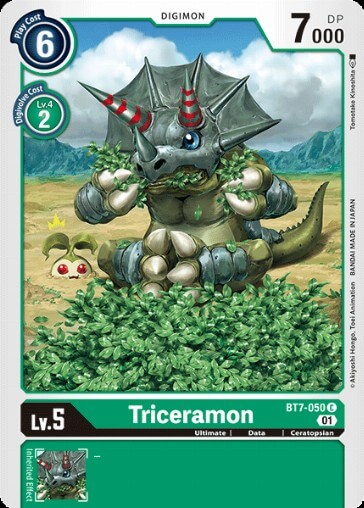 Play Cost
6
DIGIMON
7000
DP
Digivolve Cost
Lv.4
2
Tomotake Kinoshita
©Akiyoshi Hongo, Toei Animation BANDAI MADE IN JAPAN
Lv.5
Triceramon
BT7-050 C
01
Ultimate | Data | Ceratopsian
Inherited Effect
–